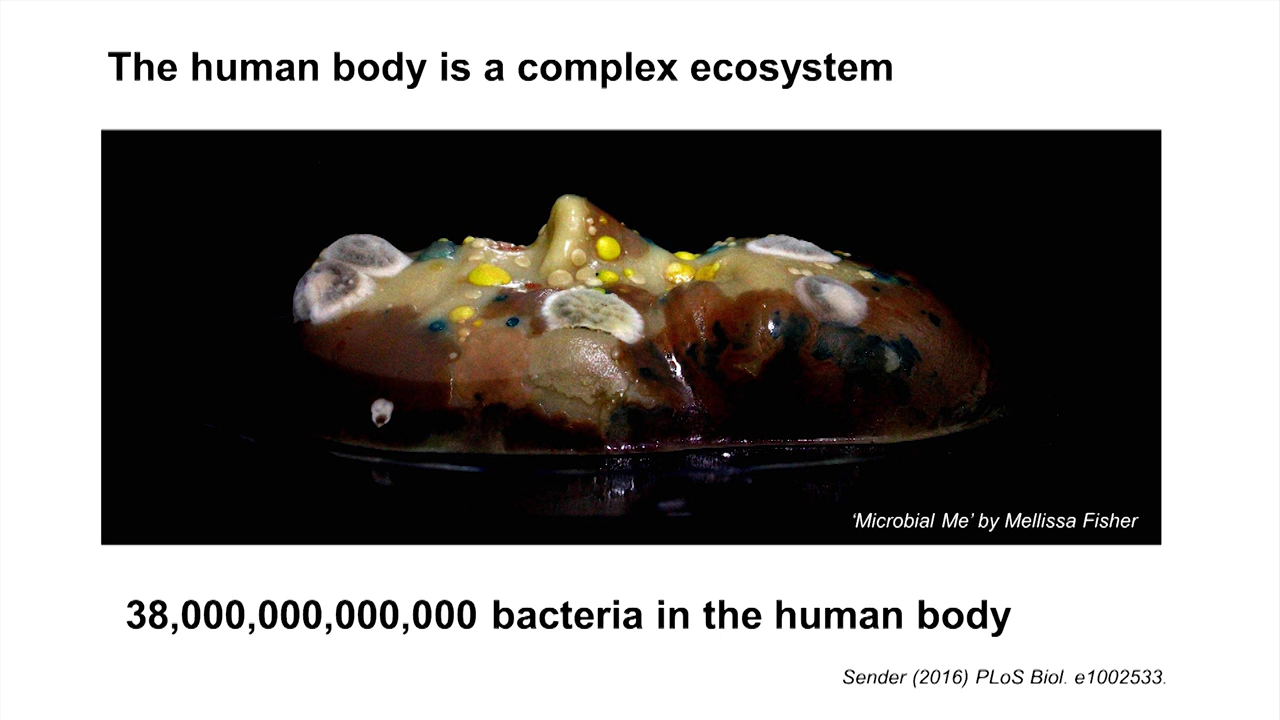 The human body is a complex ecosystem
‘Microbial Me’ by Mellissa Fisher
38,000,000,000,000 bacteria in the human body
Sender (2016) PLoS Biol. e1002533.